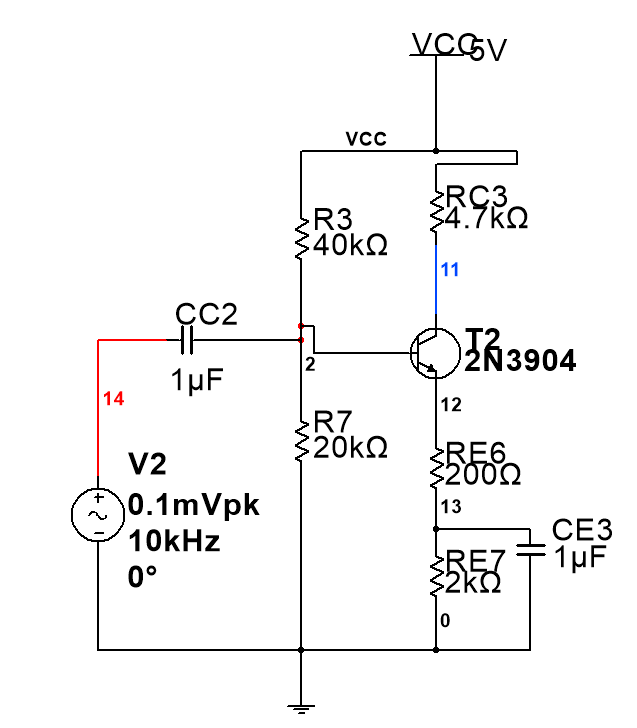 VCC
5V
VCC
RC3
4.7kΩ
R3
40kΩ
11
CC2
1µF
T2
2N3904
2
14
12
R7
20kΩ
RE6
200Ω
V2
0.1mVpk
10kHz
0°
13
CE3
1µF
RE7
2kΩ
0